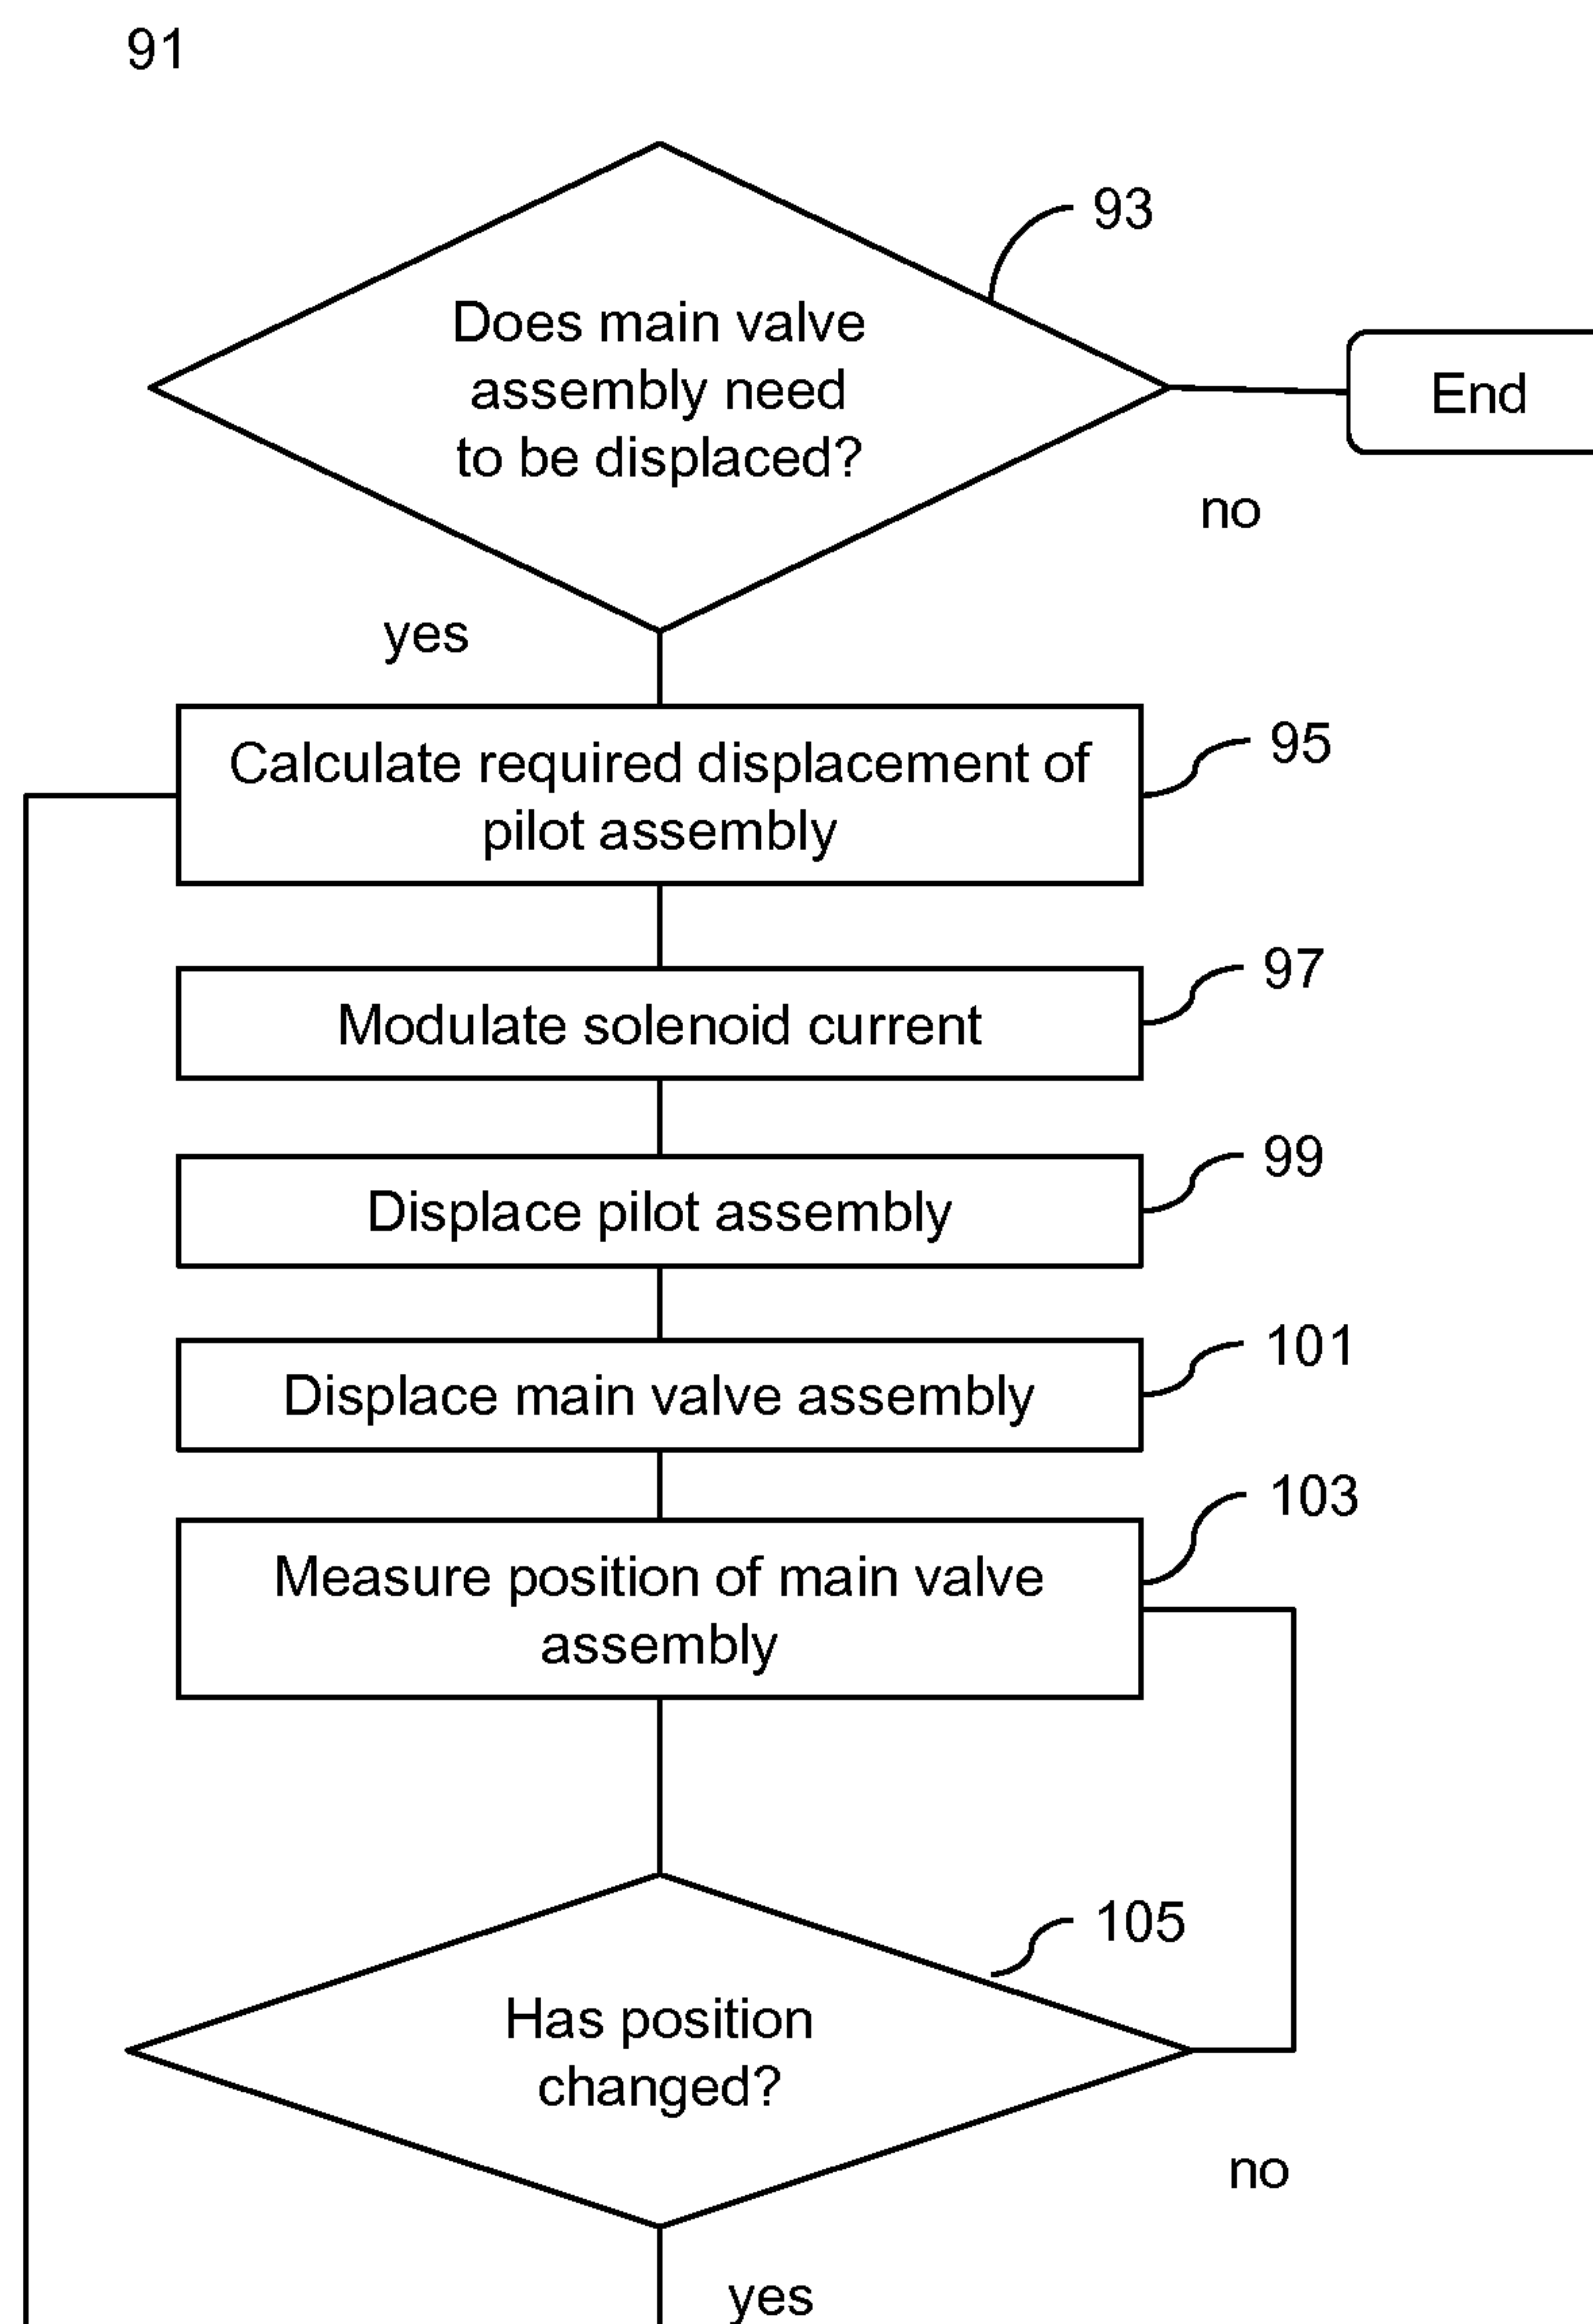 91
93
Does main valve
assembly need
to be displaced?
End
no
yes
Calculate required displacement of
pilot assembly
95
Modulate solenoid current
97
Displace pilot assembly
99
Displace main valve assembly
101
Measure position of main valve
assembly
103
105
Has position
changed?
no
yes